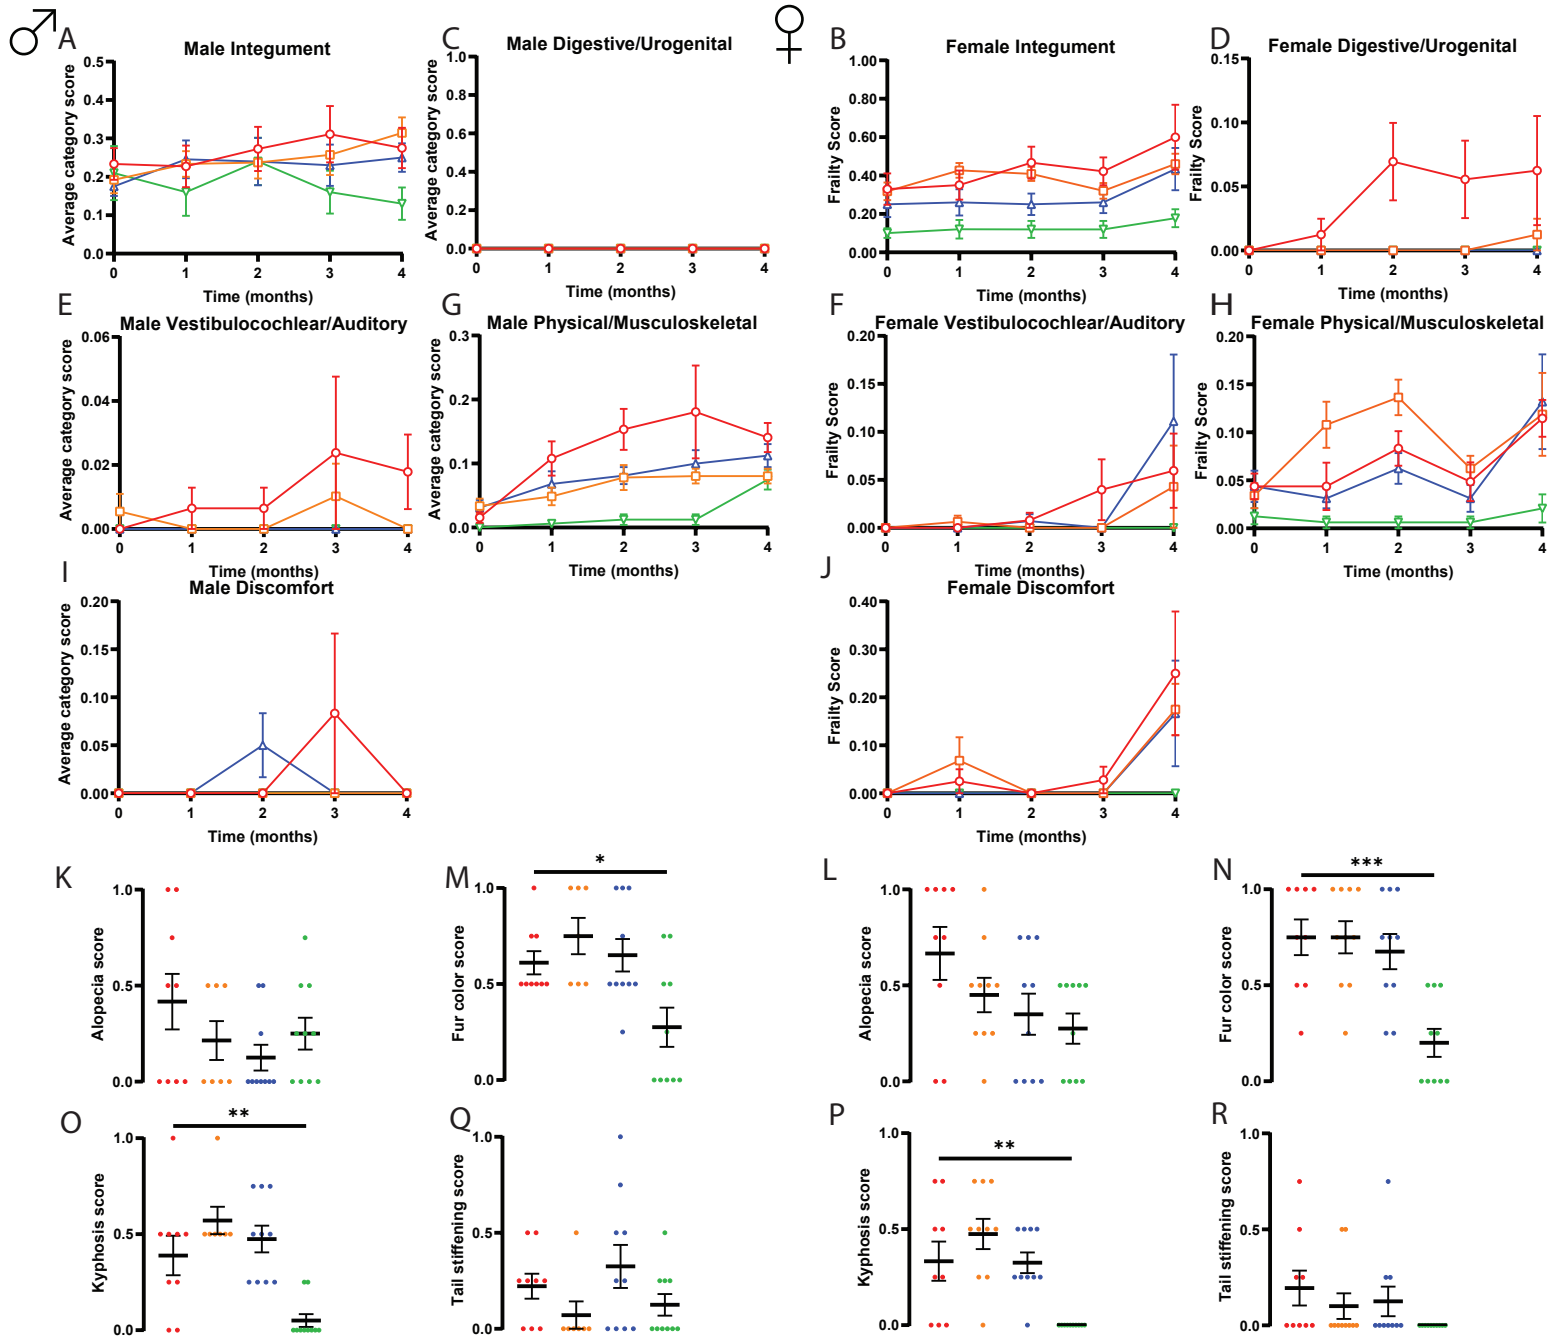 A
Male Integument
Average category score
0.5
0.4
0.3
0.2
0.1
0.0
0 1 2 3 4
Time (months)
C
Male Digestive/Urogenital
Average category score
1.0
0.8
0.6
0.4
0.2
0.0
0 1 2 3 4
Time (months)
B
Female Integument
Frailty Score
1.00
0.80
0.60
0.40
0.20
0.00
0 1 2 3 4
Time (months)
D
Female Digestive/Urogenital
Frailty Score
0.15
0.10
0.05
0.00
0 1 2 3 4
Time (months)
E
Male Vestibulocochlear/Auditory
Average category score
0.06
0.04
0.02
0.00
0 1 2 3 4
Time (months)
G
Male Physical/Musculoskeletal
Average category score
0.3
0.2
0.1
0.0
0 1 2 3 4
Time (months)
F
Female Vestibulocochlear/Auditory
Frailty Score
0.20
0.15
0.10
0.05
0.00
0 1 2 3 4
Time (months)
H
Female Physical/Musculoskeletal
Frailty Score
0.20
0.15
0.10
0.05
0.00
0 1 2 3 4
Time (months)
I
Male Discomfort
Average category score
0.20
0.15
0.10
0.05
0.00
0 1 2 3 4
Time (months)
J
Female Discomfort
Frailty Score
0.40
0.30
0.20
0.10
0.00
0 1 2 3 4
Time (months)
K
Alopecia score
1.0
0.5
0.0
M
*
Fur color score
1.0
0.5
0.0
L
Alopecia score
1.0
0.5
0.0
N
***
Fur color score
1.0
0.5
0.0
O
**
Kyphosis score
1.0
0.5
0.0
Q
Tail stiffening score
1.0
0.5
0.0
P
**
Kyphosis score
1.0
0.5
0.0
R
Tail stiffening score
1.0
0.5
0.0